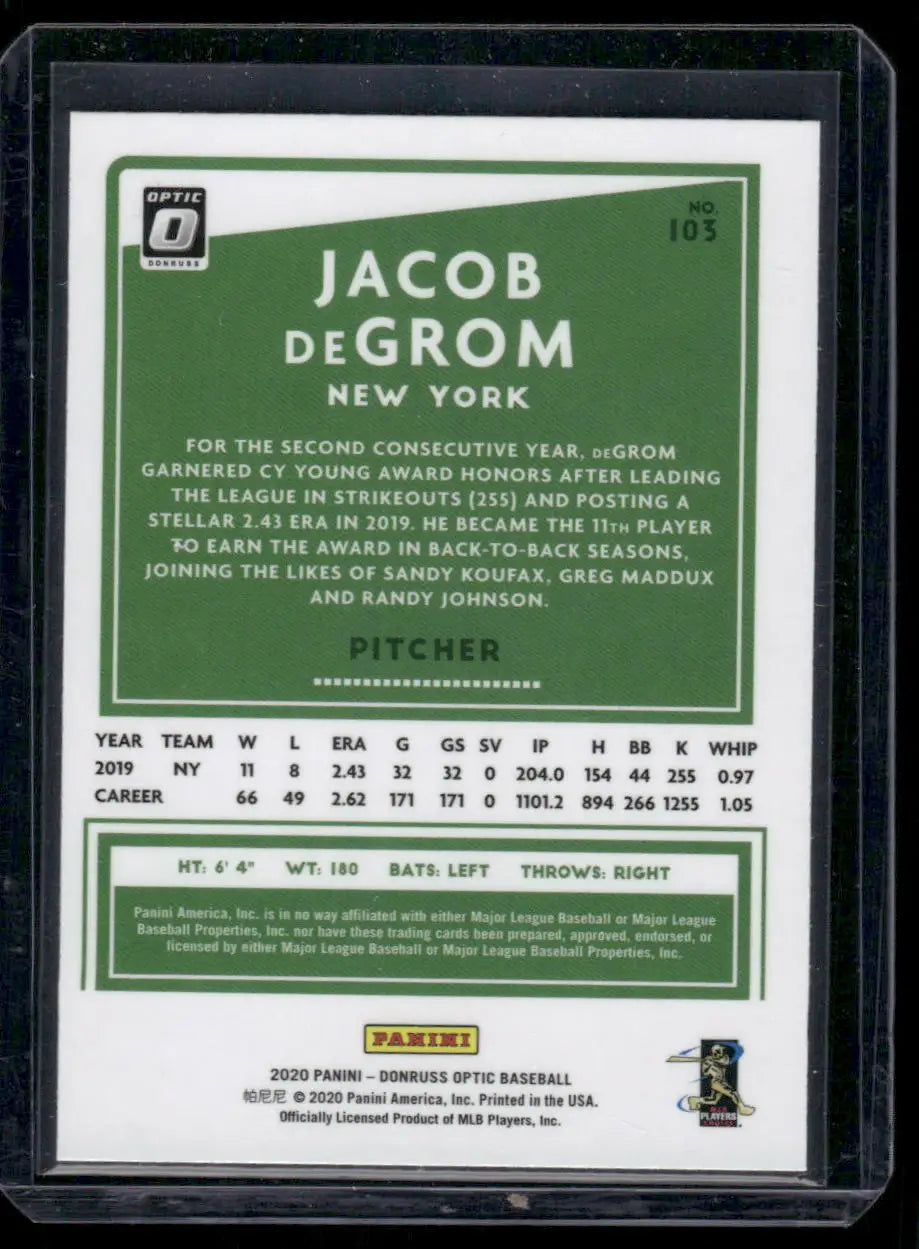 OPTIC
O
DONRUSS
NO.
103
JACOB
DEGROM
NEW YORK
FOR THE SECOND CONSECUTIVE YEAR, DEGROM
GARNERED CY YOUNG AWARD HONORS AFTER LEADING
THE LEAGUE IN STRIKEOUTS (255) AND POSTING A
STELLAR 2.43 ERA IN 2019. HE BECAME THE 11TH PLAYER
TO EARN THE AWARD IN BACK-TO-BACK SEASONS,
JOINING THE LIKES OF SANDY KOUFAX, GREG MADDUX
AND RANDY JOHNSON.
PITCHER
YEAR TEAM W L ERA G GS SV IP H BB K WHIP
2019 NY 11 8 2.43 32 32 0 204.0 154 44 255 0.97
CAREER 66 49 2.62 171 171 0 1101.2 894 266 1255 1.05
HT: 6' 4" WT: 180 BATS: LEFT THROWS: RIGHT
Panini America, Inc. is in no way affiliated with either Major League Baseball or Major League
Baseball Properties, Inc. nor have these trading cards been prepared, approved, endorsed, or
licensed by either Major League Baseball or Major League Baseball Properties, Inc.
PANINI
2020 PANINI – DONRUSS OPTIC BASEBALL
帕尼尼 © 2020 Panini America, Inc. Printed in the USA.
Officially Licensed Product of MLB Players, Inc.
MLB
PLAYERS